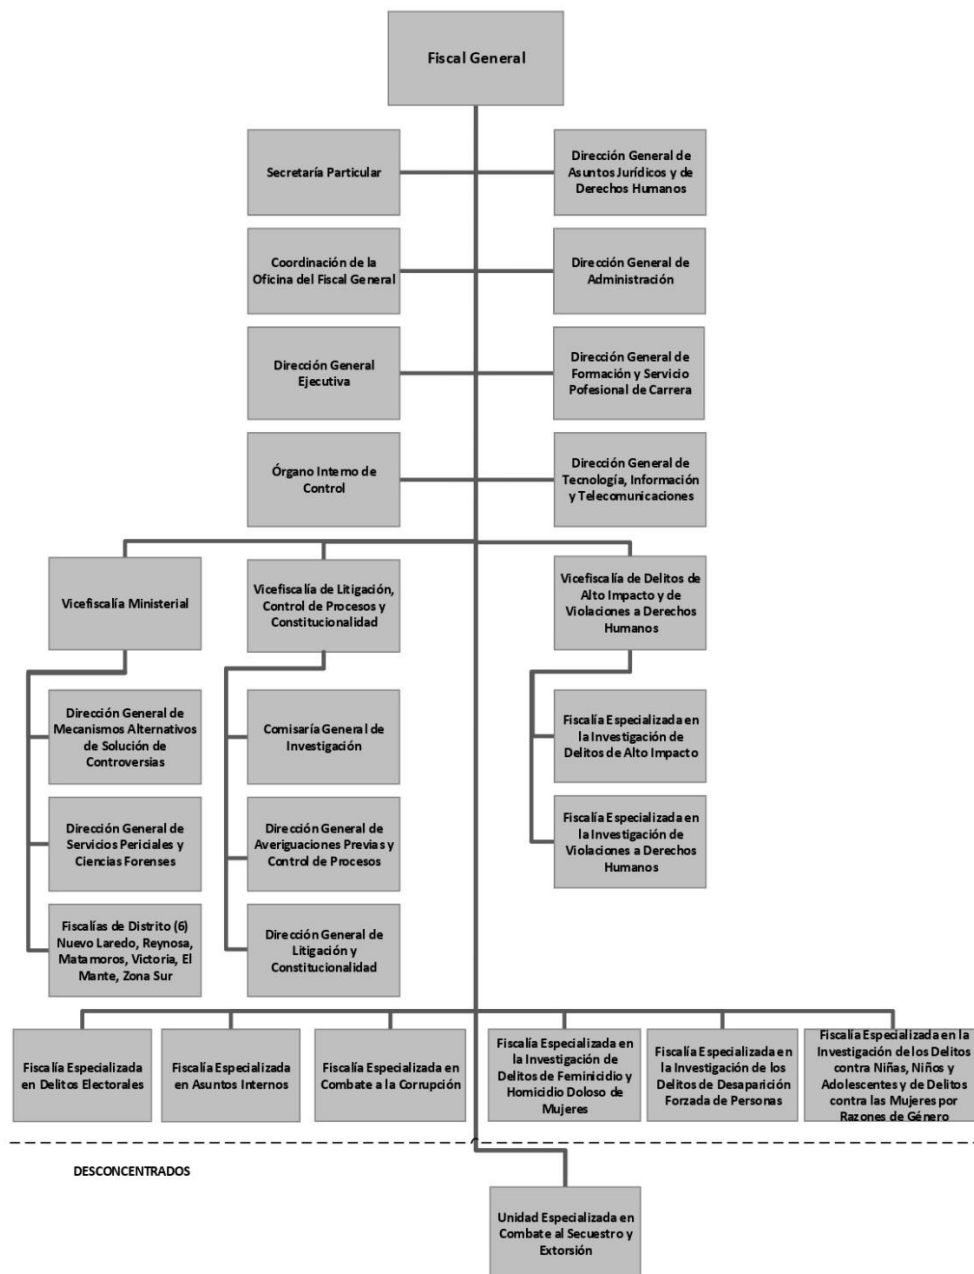 Fiscal General
Secretaría Particular
Dirección General de
Asuntos Jurídicos y de
Derechos Humanos
Coordinación de la
Oficina del Fiscal General
Dirección General de
Administración
Dirección General
Ejecutiva
Dirección General de
Formación y Servicio
Pofesional de Carrera
Órgano Interno de
Control
Dirección General de
Tecnología, Información
y Telecomunicaciones
Vicefiscalía Ministerial
Vicefiscalía de Litigación,
Control de Procesos y
Constitucionalidad
Vicefiscalía de Delitos de
Alto Impacto y de
Violaciones a Derechos
Humanos
Dirección General de
Mecanismos Alternativos
de Solución de
Controversias
Comisaría General de
Investigación
Fiscalía Especializada en
la Investigación de
Delitos de Alto Impacto
Dirección General de
Servicios Periciales y
Ciencias Forenses
Dirección General de
Averiguaciones Previas y
Control de Procesos
Fiscalía Especializada en
la Investigación de
Violaciones a Derechos
Humanos
Fiscalías de Distrito (6)
Nuevo Laredo, Reynosa,
Matamoros, Victoria, El
Mante, Zona Sur
Dirección General de
Litigación y
Constitucionalidad
Fiscalía Especializada
en Delitos Electorales
Fiscalía Especializada
en Asuntos Internos
Fiscalía Especializada en
Combate a la Corrupción
Fiscalía Especializada en
la Investigación de
Delitos de Feminicidio y
Homicidio Doloso de
Mujeres
Fiscalía Especializada en
la Investigación de los
Delitos de Desaparición
Forzada de Personas
Fiscalía Especializada en la
Investigación de los Delitos
contra Niñas, Niños y
Adolescentes y de Delitos
contra las Mujeres por
Razones de Género
DESCONCENTRADOS
Unidad Especializada en
Combate al Secuestro y
Extorsión